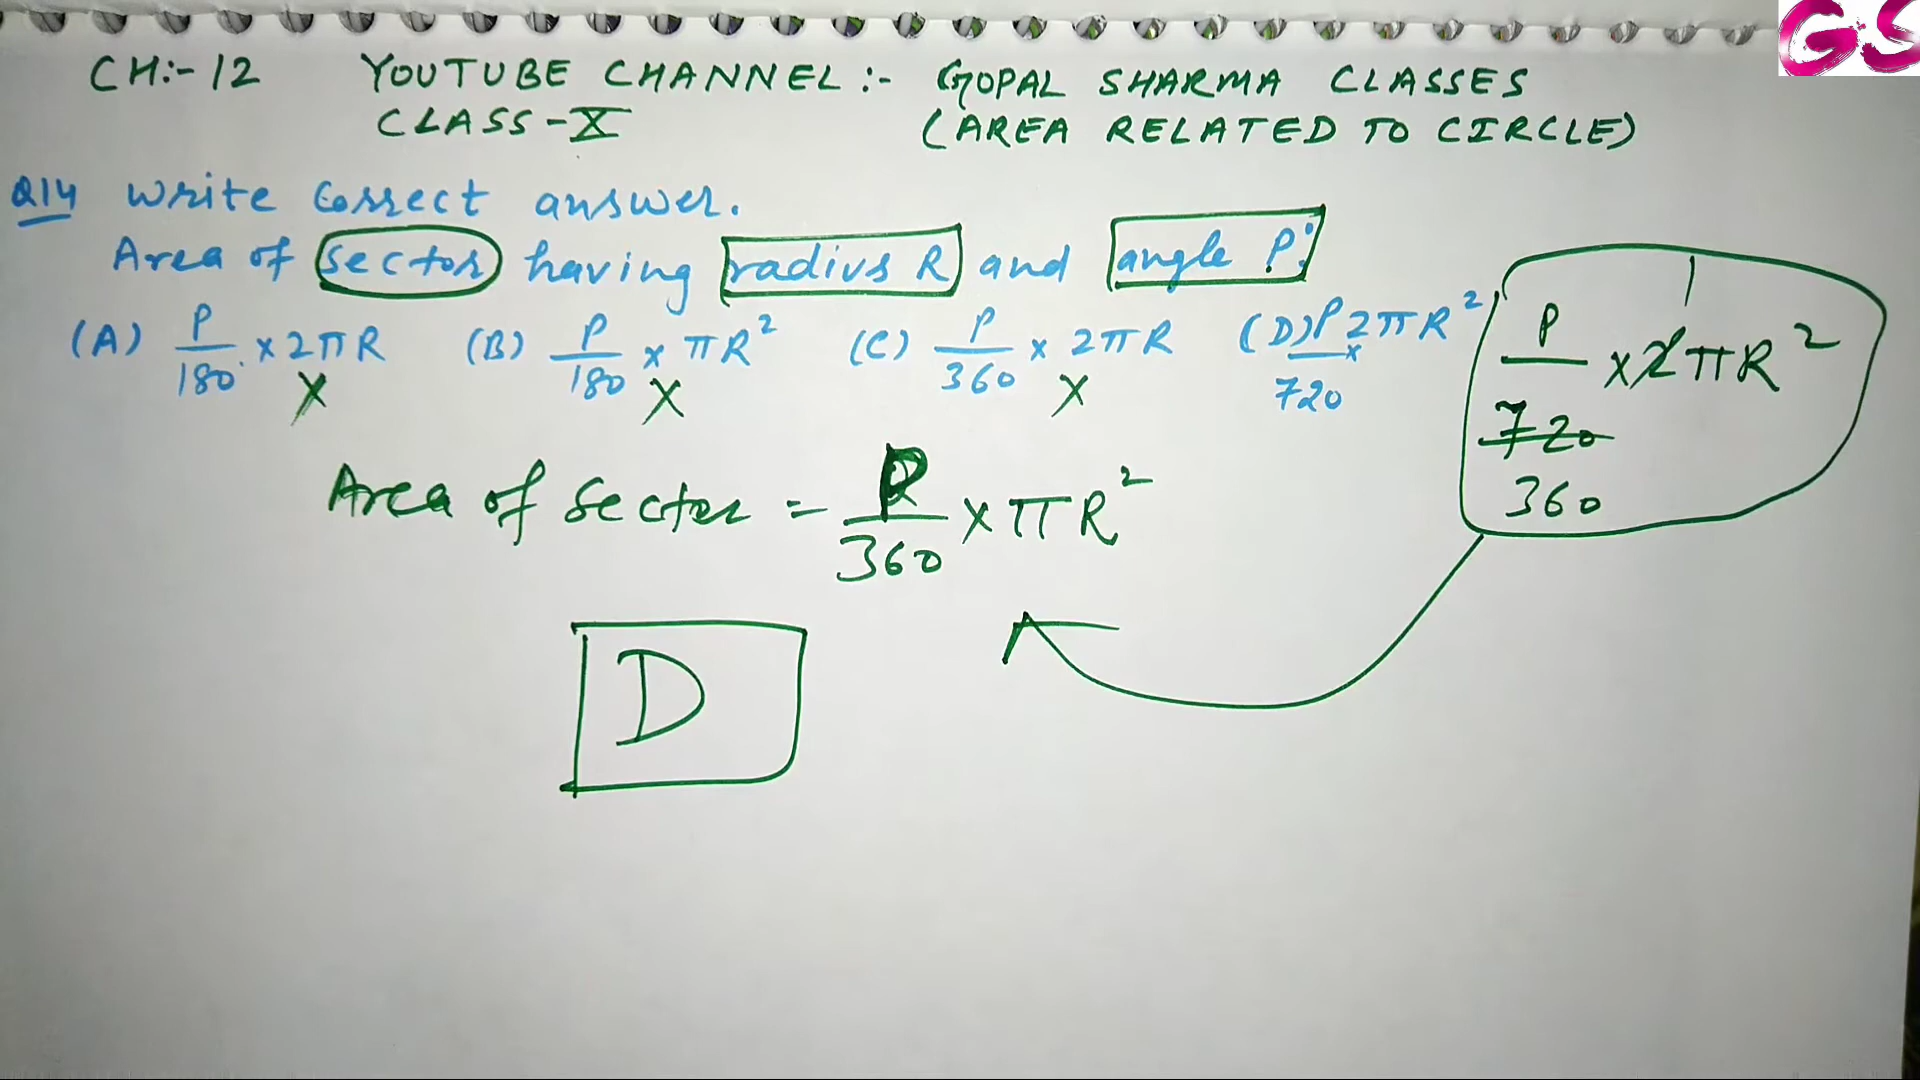 GS
CH:- 12 YOUTUBE CHANNEL:- GOPAL SHARMA CLASSES
CLASS-X (AREA RELATED TO CIRCLE)
Q14 Write Correct answer.
Area of sector having radius R and angle P:
(A) P/180 × 2πR (B) P/180 × πR² (C) P/360 × 2πR (D) P/720 × 2πR²
× × ×
P/720 × 2πR²
360
1
Area of Sector = P/360 × πR²
D